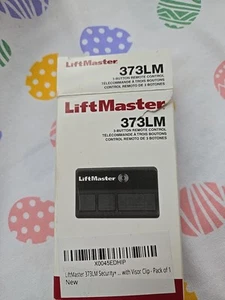 LiftMaster
373LM
3-BUTTON REMOTE CONTROL
TÉLÉCOMMANDE À TROIS BOUTONS
CONTROL REMOTO DE 3 BOTONES
LiftMaster
373LM
3-BUTTON REMOTE CONTROL
TÉLÉCOMMANDE À TROIS BOUTONS
CONTROL REMOTO DE 3 BOTONES
LiftMaster
X0045EDHIP
LiftMaster 373LM Security+ ... with Visor Clip - Pack of 1
New